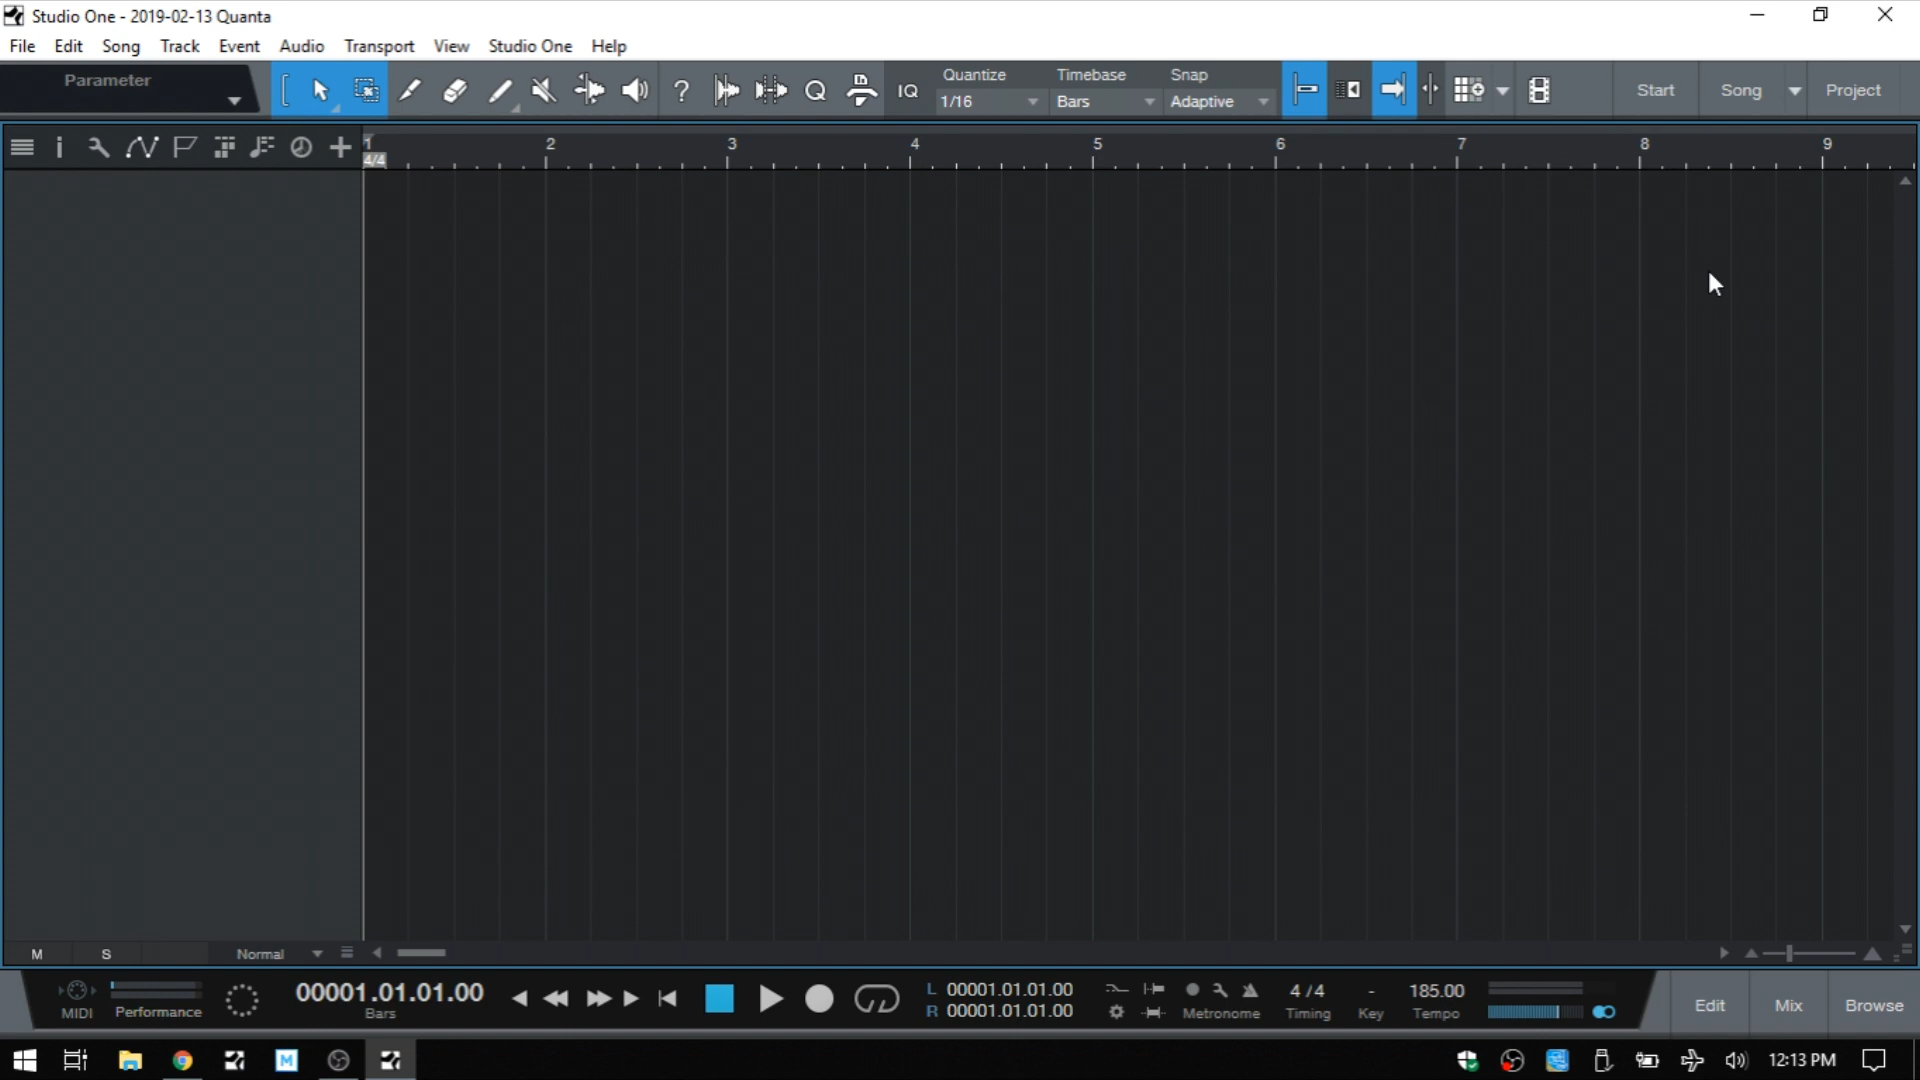 Studio One - 2019-02-13 Quanta
File Edit Song Track Event Audio Transport View Studio One Help
Parameter
? Q IQ
Quantize Timebase Snap
1/16 Bars Adaptive
Start Song Project
1 2 3 4 5 6 7 8 9
4/4
M S Normal
MIDI Performance
00001.01.01.00
Bars
L 00001.01.01.00
R 00001.01.01.00
Metronome
4 / 4
Timing
-
Key
185.00
Tempo
Edit Mix Browse
M
12:13 PM